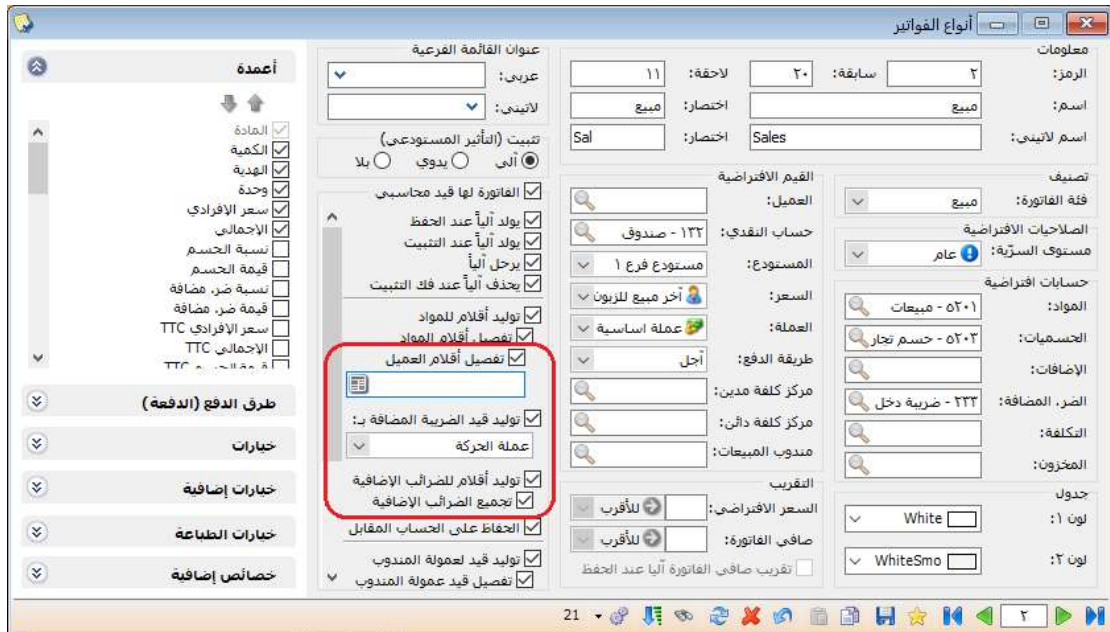 أنواع الفواتير
معلومات
الرمز: ٢ سابقة: ٢٠ لاحقة: ١١
اسم: مبيع اختصار: مبيع
اسم لاتيني: Sales اختصار: Sal
تصنيف
فئة الفاتورة: مبيع
الصلاحيات الافتراضية
مستوى السرّية: عام
حسابات افتراضية
المواد: ٥٢٠١ - مبيعات
الحسميات: ٥٢٠٣ - حسم تجار
الإضافات:
الضر. المضافة: ٢٣٣ - ضريبة دخل
التكلفة:
المخزون:
جدول
لون ١: White
لون ٢: WhiteSmo
القيم الافتراضية
العميل:
حساب النقدي: ١٣٢ - صندوق
المستودع: مستودع فرع ١
السعر: آخر مبيع للزبون
العملة: عملة اساسية
طريقة الدفع: آجل
مركز كلفة مدين:
مركز كلفة دائن:
مندوب المبيعات:
التقريب
السعر الافتراضي: للأقرب
صافي الفاتورة: للأقرب
تقريب صافي الفاتورة آليا عند الحفظ
عنوان القائمة الفرعية
عربي:
لاتيني:
تثبيت (التأثير المستودعي)
آلي يدوي بلا
الفاتورة لها قيد محاسبي
يولد آلياً عند الحفظ
يولد آلياً عند التثبيت
يرحل آلياً
يحذف آلياً عند فك التثبيت
توليد أقلام للمواد
تفصيل أقلام المواد
تفصيل أقلام العميل
توليد قيد الضريبة المضافة بـ:
عملة الحركة
توليد أقلام للضرائب الإضافية
تجميع الضرائب الإضافية
الحفاظ على الحساب المقابل
توليد قيد لعمولة المندوب
تفصيل قيد عمولة المندوب
أعمدة
المادة
الكمية
الهدية
وحدة
سعر الإفرادي
الإجمالي
نسبة الحسم
قيمة الحسم
نسبة ضر. مضافة
قيمة ضر. مضافة
سعر الإفرادي TTC
الإجمالي TTC
طرق الدفع (الدفعة)
خيارات
خيارات إضافية
خيارات الطباعة
خصائص إضافية
٢ 21